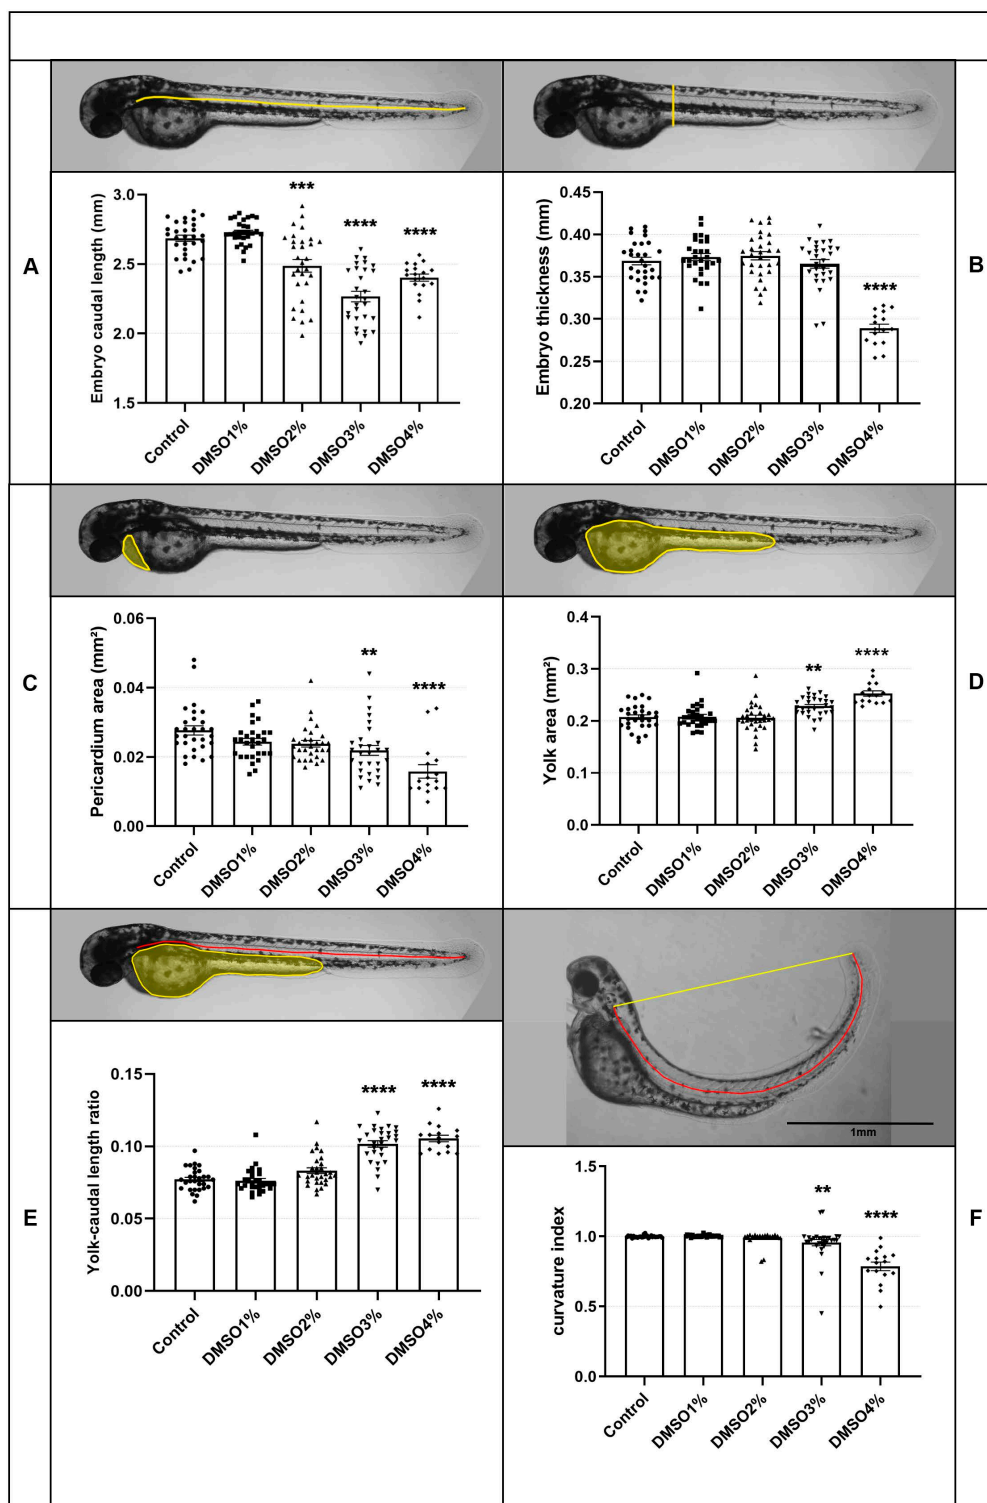 A
B
***
****
****
3.0
2.5
2.0
1.5
Embryo caudal length (mm)
Control
DMSO1%
DMSO2%
DMSO3%
DMSO4%
****
0.45
0.40
0.35
0.30
0.25
0.20
Embryo thickness (mm)
Control
DMSO1%
DMSO2%
DMSO3%
DMSO4%
C
D
**
****
0.06
0.04
0.02
0.00
Pericardium area (mm²)
Control
DMSO1%
DMSO2%
DMSO3%
DMSO4%
**
****
0.4
0.3
0.2
0.1
0.0
Yolk area (mm²)
Control
DMSO1%
DMSO2%
DMSO3%
DMSO4%
E
F
****
****
0.15
0.10
0.05
0.00
Yolk-caudal length ratio
Control
DMSO1%
DMSO2%
DMSO3%
DMSO4%
1mm
**
****
1.5
1.0
0.5
0.0
curvature index
Control
DMSO1%
DMSO2%
DMSO3%
DMSO4%